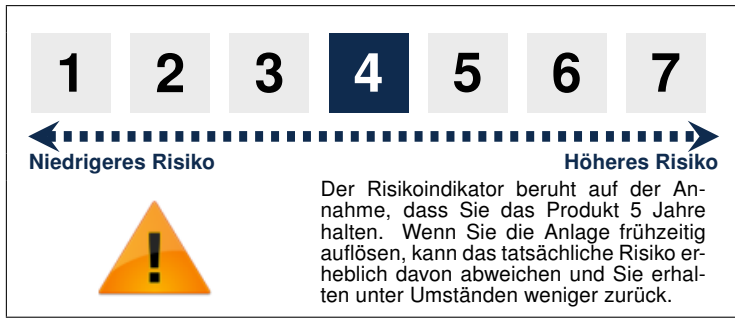 1 2 3 4 5 6 7
Niedrigeres Risiko Höheres Risiko
!
Der Risikoindikator beruht auf der An-
nahme, dass Sie das Produkt 5 Jahre
halten. Wenn Sie die Anlage frühzeitig
auflösen, kann das tatsächliche Risiko er-
heblich davon abweichen und Sie erhal-
ten unter Umständen weniger zurück.